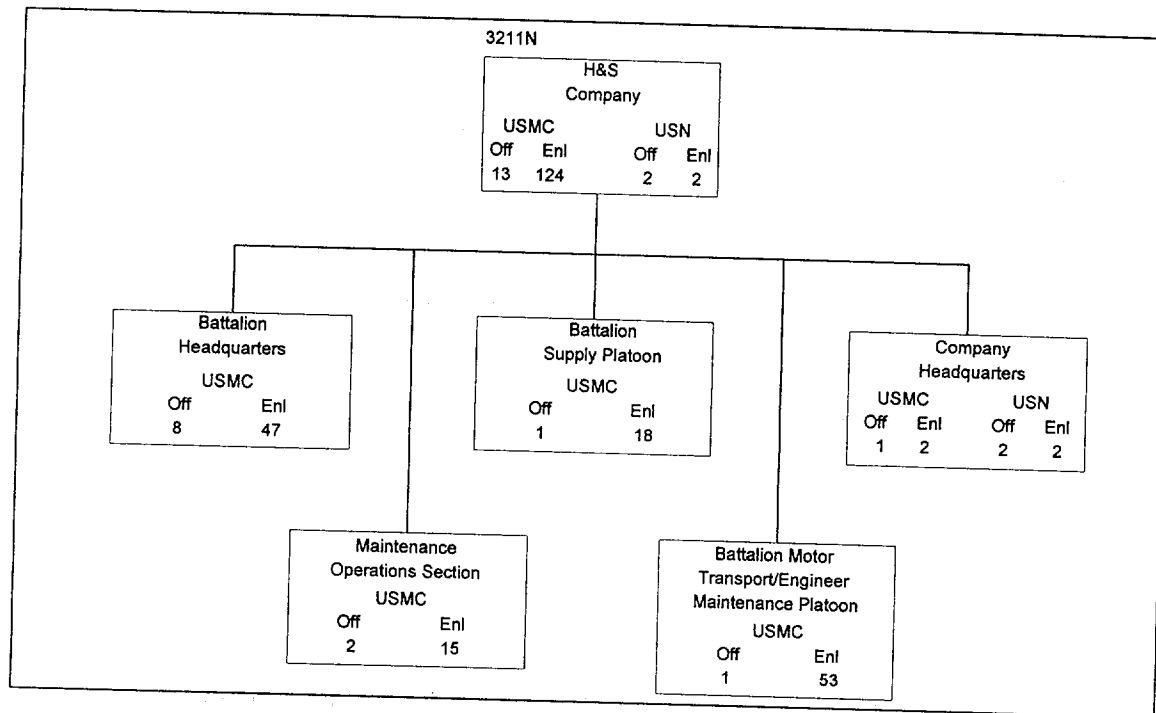 3211N
H&S
Company
USMC USN
Off Enl Off Enl
13 124 2 2
Battalion
Headquarters
USMC
Off Enl
8 47
Battalion
Supply Platoon
USMC
Off Enl
1 18
Company
Headquarters
USMC USN
Off Enl Off Enl
1 2 2 2
Maintenance
Operations Section
USMC
Off Enl
2 15
Battalion Motor
Transport/Engineer
Maintenance Platoon
USMC
Off Enl
1 53